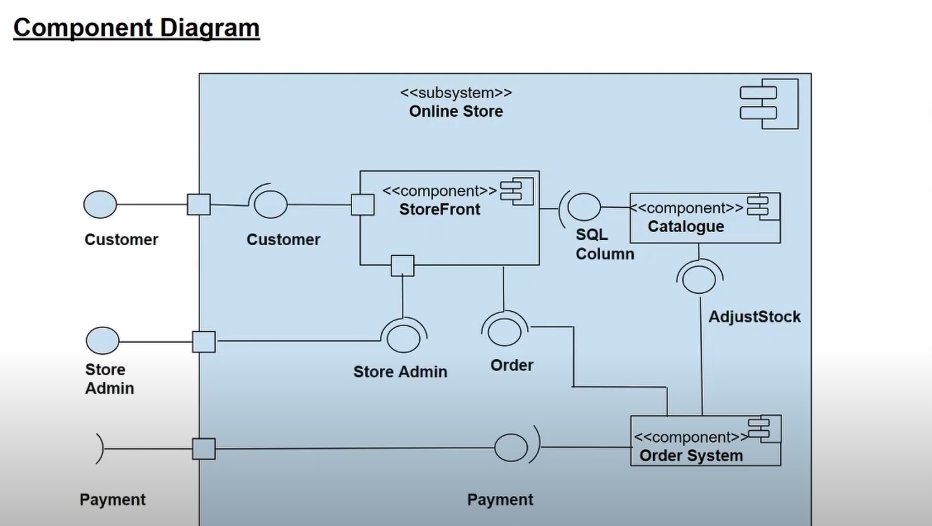 Component Diagram
<<subsystem>>
Online Store
<<component>>
StoreFront
<<component>>
Catalogue
SQL
Column
Customer
Customer
AdjustStock
Store
Admin
Store Admin
Order
<<component>>
Order System
Payment
Payment